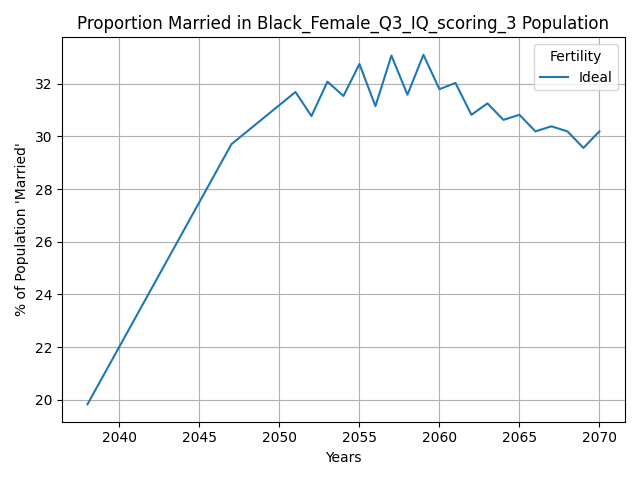 Proportion Married in Black_Female_Q3_IQ_scoring_3 Population
% of Population 'Married'
32
30
28
26
24
22
20
Fertility
Ideal
2040 2045 2050 2055 2060 2065 2070
Years